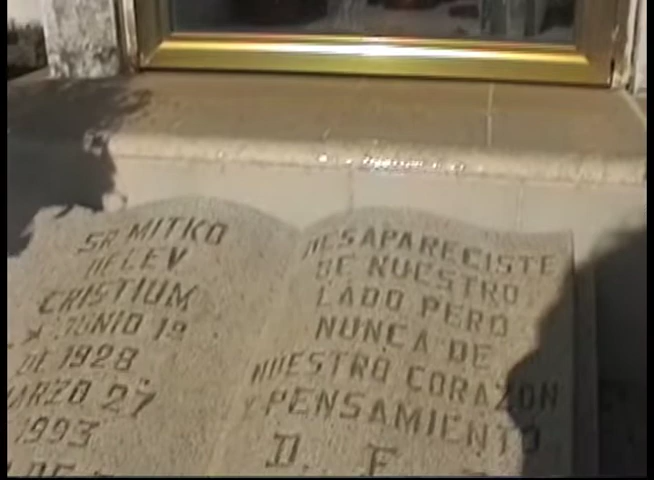 SR. MITKO
DELEV
CRISTIUM
JUNIO 19
DE 1928
MARZO 27
1993
DESAPARECISTE
DE NUESTRO
LADO PERO
NUNCA DE
NUESTRO CORAZON
Y PENSAMIENTO
D. E.